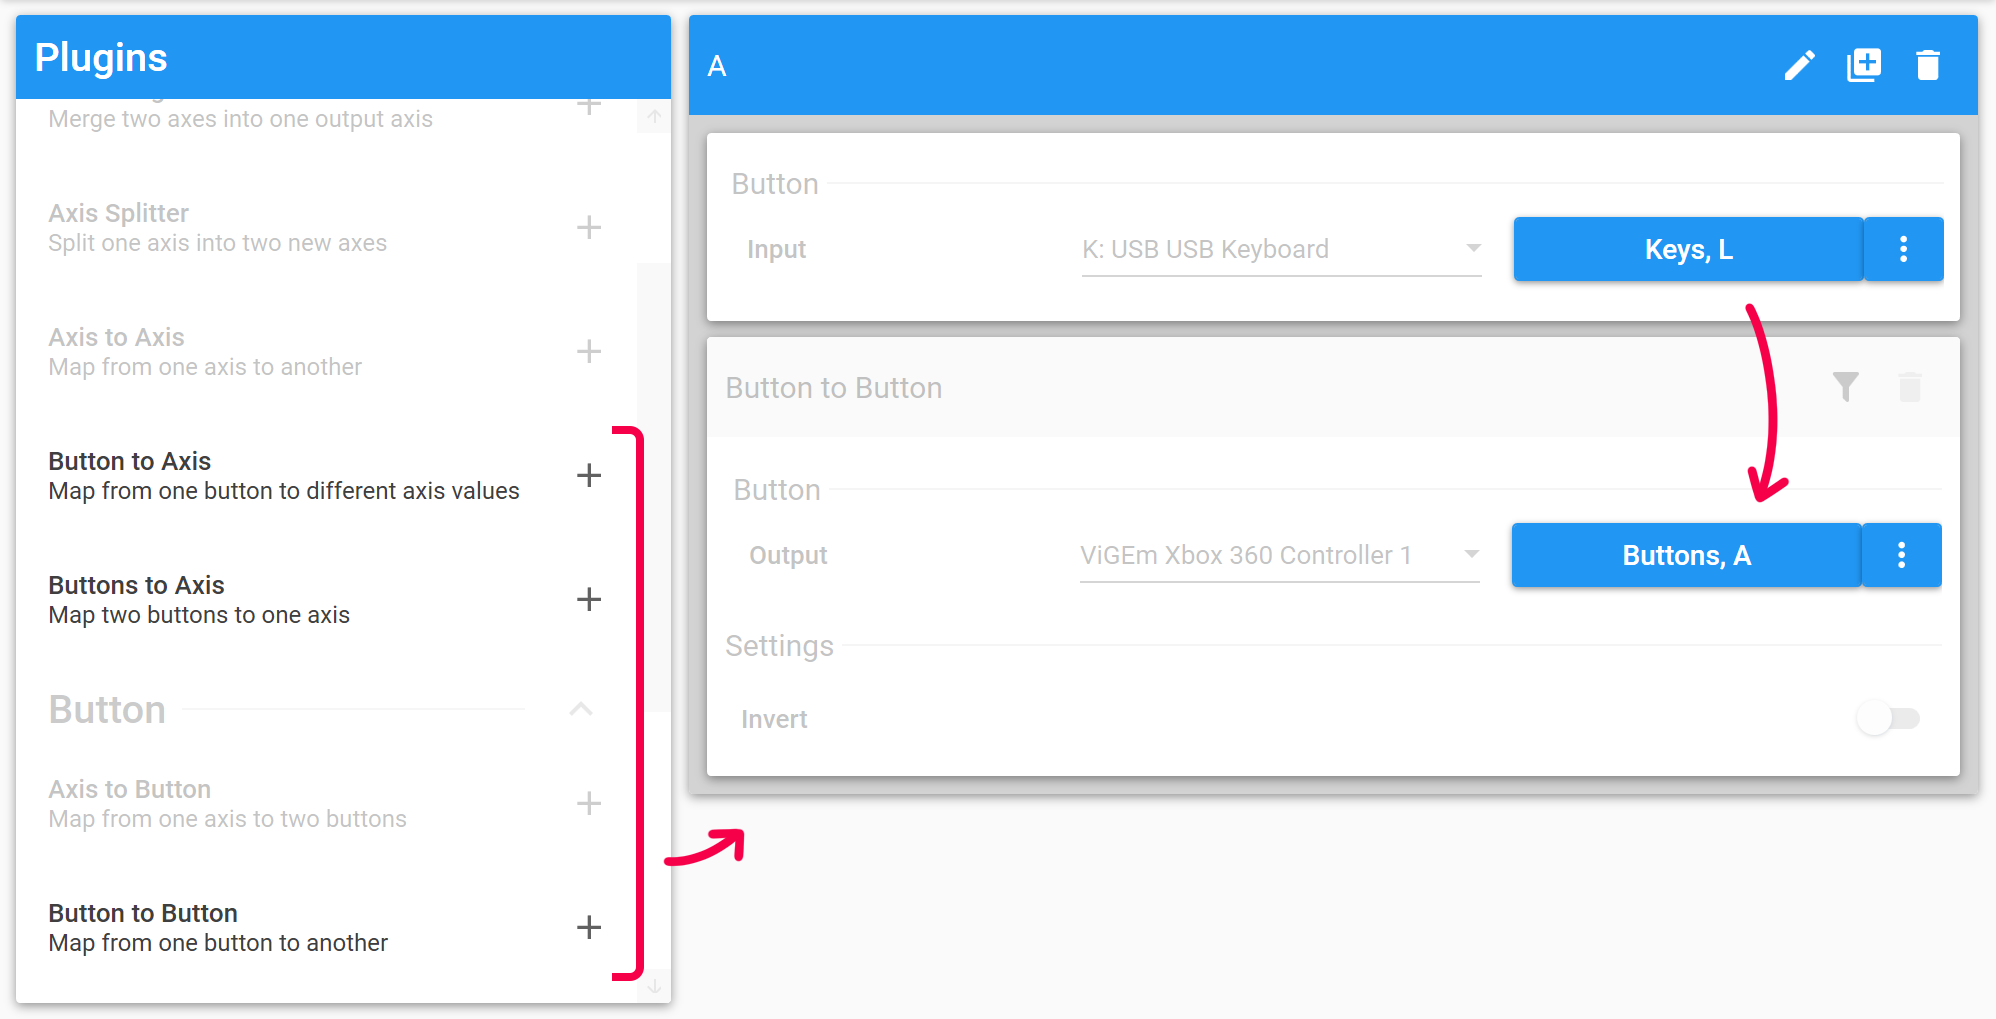 Plugins
Merge two axes into one output axis
Axis Splitter
Split one axis into two new axes
Axis to Axis
Map from one axis to another
Button to Axis
Map from one button to different axis values
Buttons to Axis
Map two buttons to one axis
Button
Axis to Button
Map from one axis to two buttons
Button to Button
Map from one button to another
A
Button
Input
K: USB USB Keyboard
Keys, L
Button to Button
Button
Output
ViGEm Xbox 360 Controller 1
Buttons, A
Settings
Invert